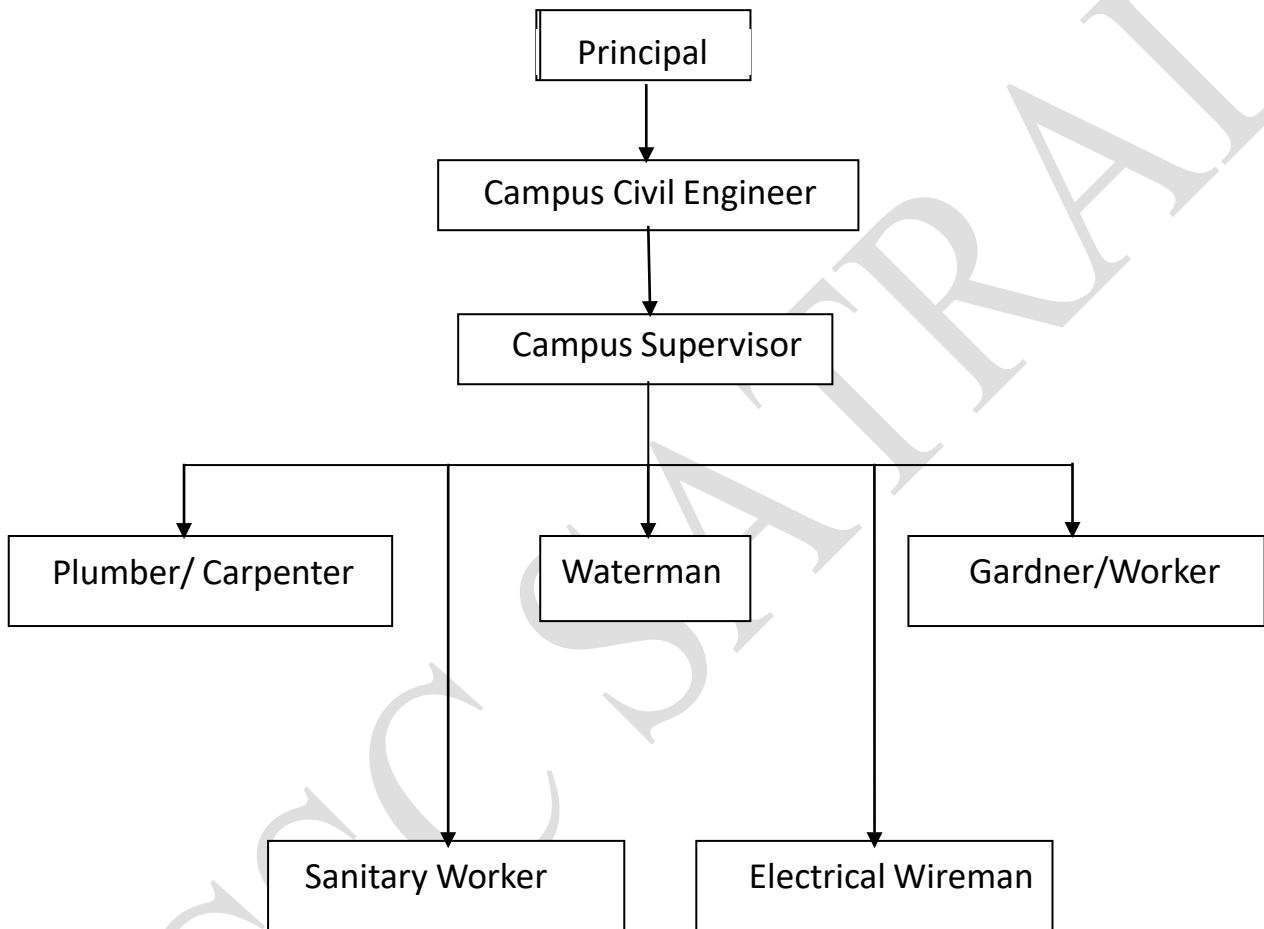 Principal
Campus Civil Engineer
Campus Supervisor
Plumber/ Carpenter
Waterman
Gardner/Worker
Sanitary Worker
Electrical Wireman